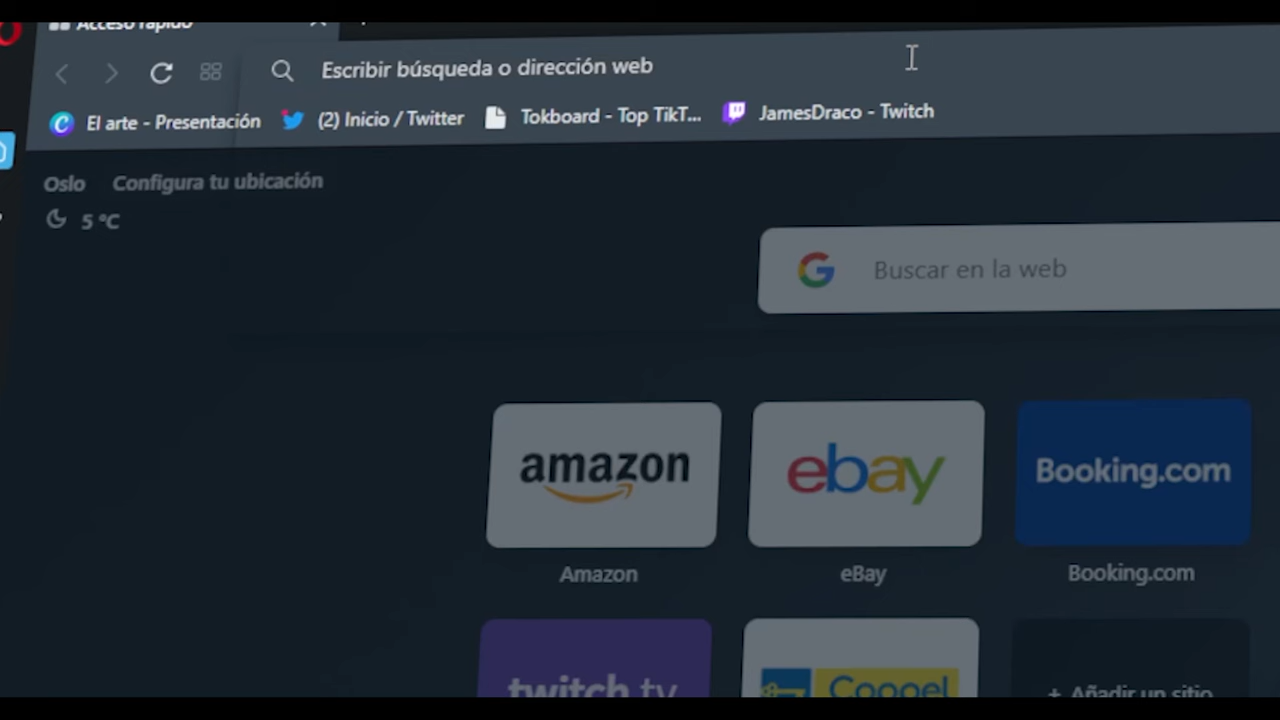 Acceso rápido
Escribir búsqueda o dirección web
El arte - Presentación
(2) Inicio / Twitter
Tokboard - Top TikT...
JamesDraco - Twitch
Oslo Configura tu ubicación
5 °C
Buscar en la web
amazon
ebay
Booking.com
Amazon
eBay
Booking.com
twitch.tv
Coppel
+ Añadir un sitio